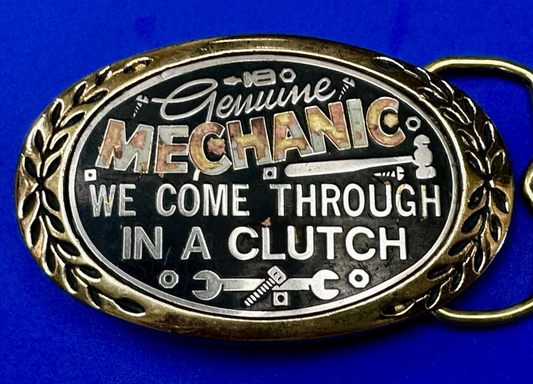 Genuine
MECHANIC
WE COME THROUGH
IN A CLUTCH